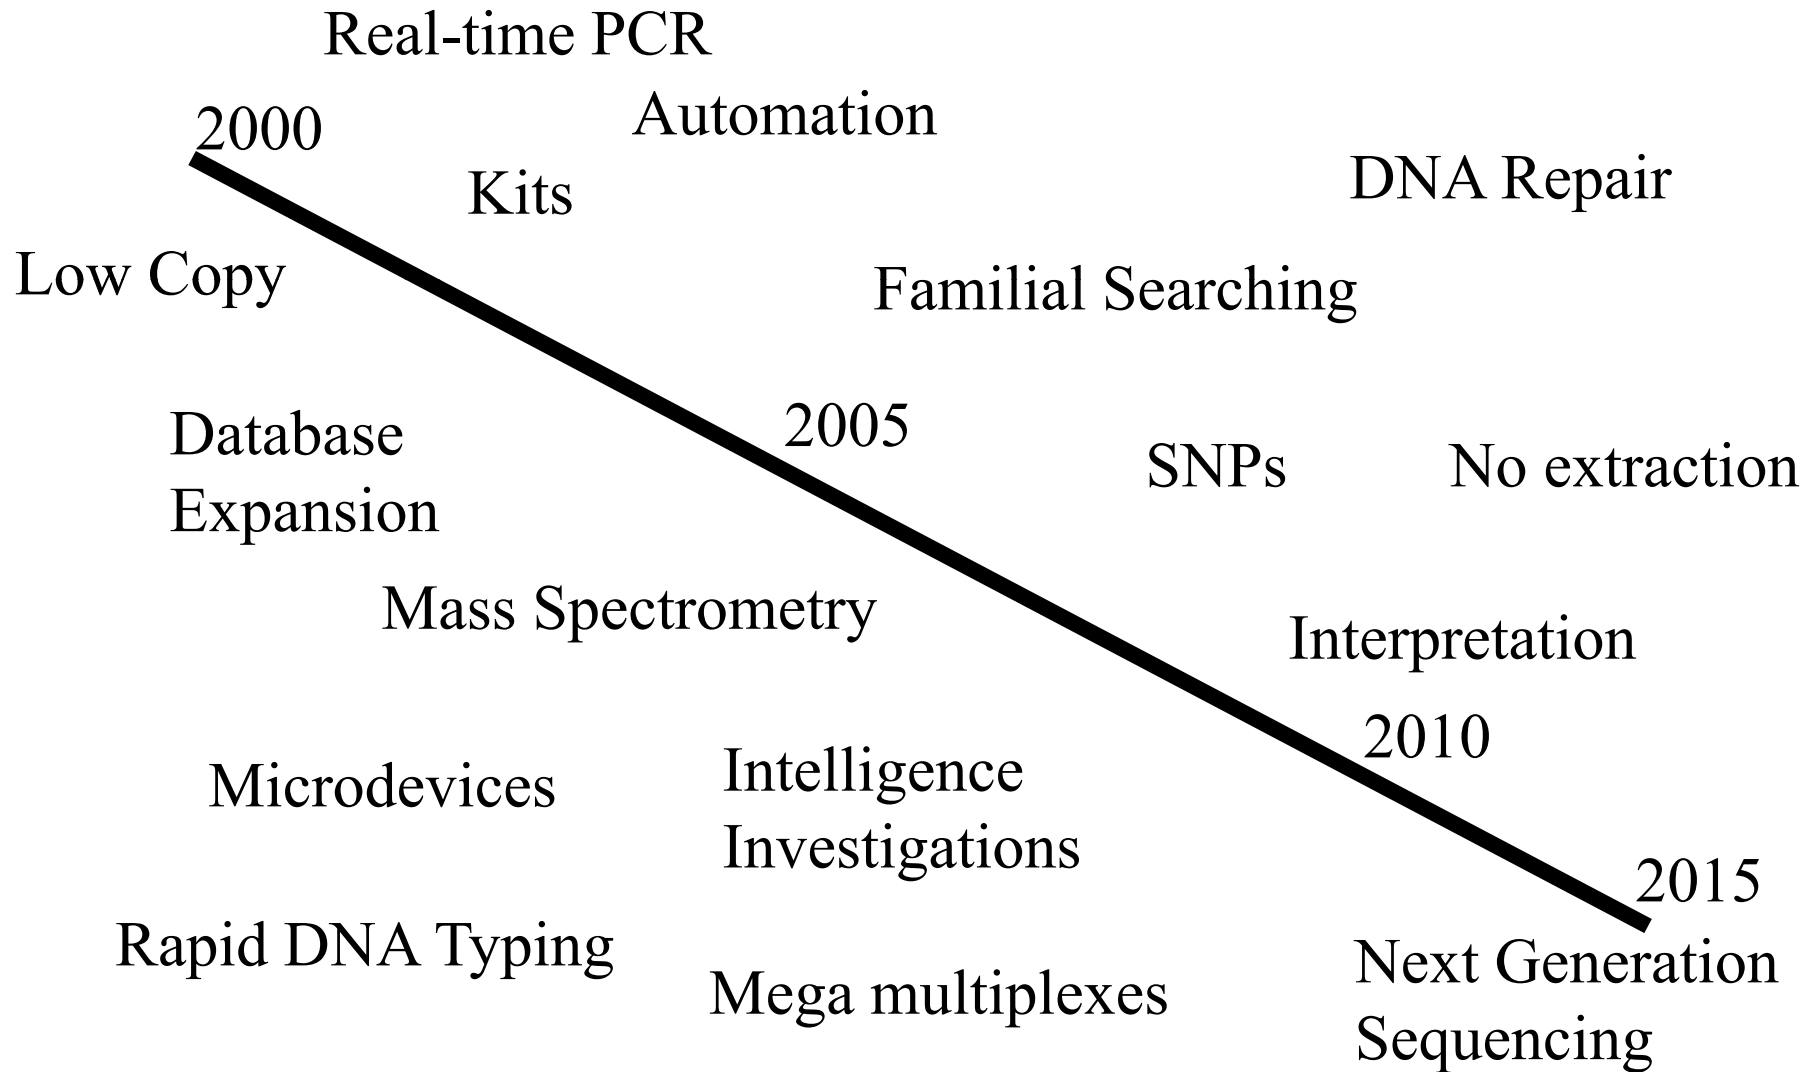 Real-time PCR
2000
Automation
Kits
DNA Repair
Low Copy
Familial Searching
Database
Expansion
2005
SNPs
No extraction
Mass Spectrometry
Interpretation
2010
Microdevices
Intelligence
Investigations
2015
Rapid DNA Typing
Mega multiplexes
Next Generation
Sequencing